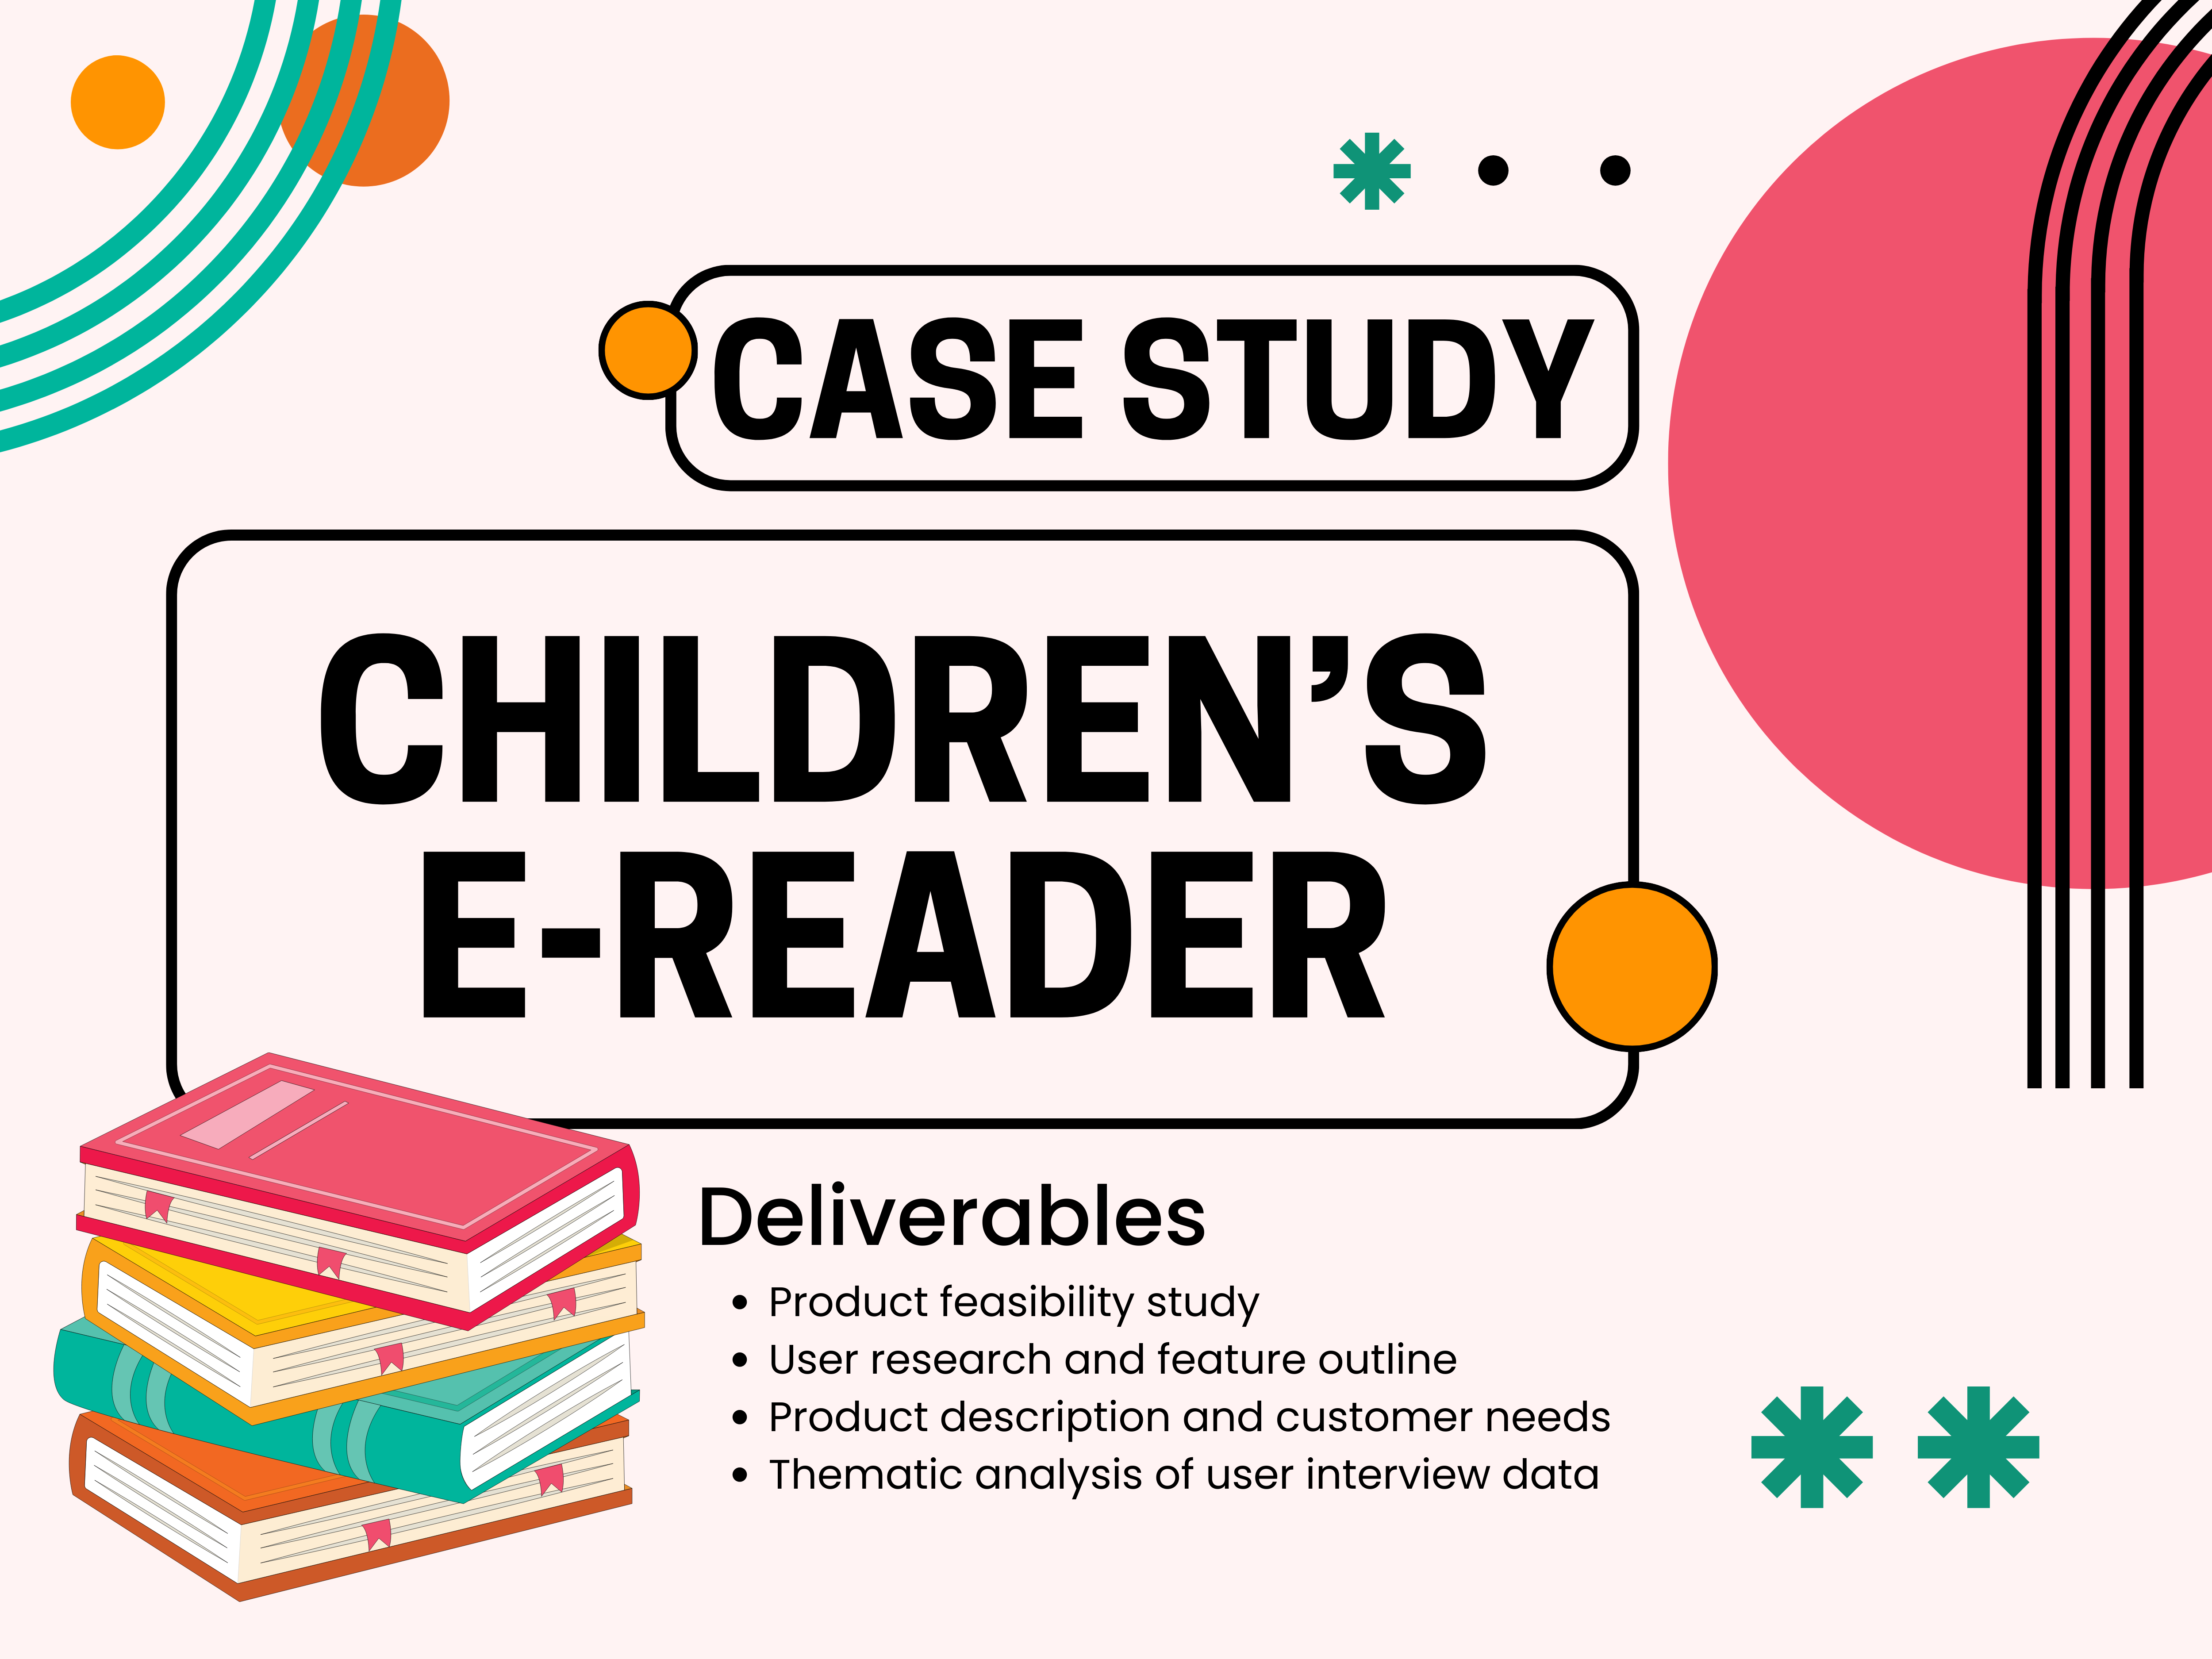 CASE STUDY
CHILDREN’S
E-READER
Deliverables
• Product feasibility study
• User research and feature outline
• Product description and customer needs
• Thematic analysis of user interview data